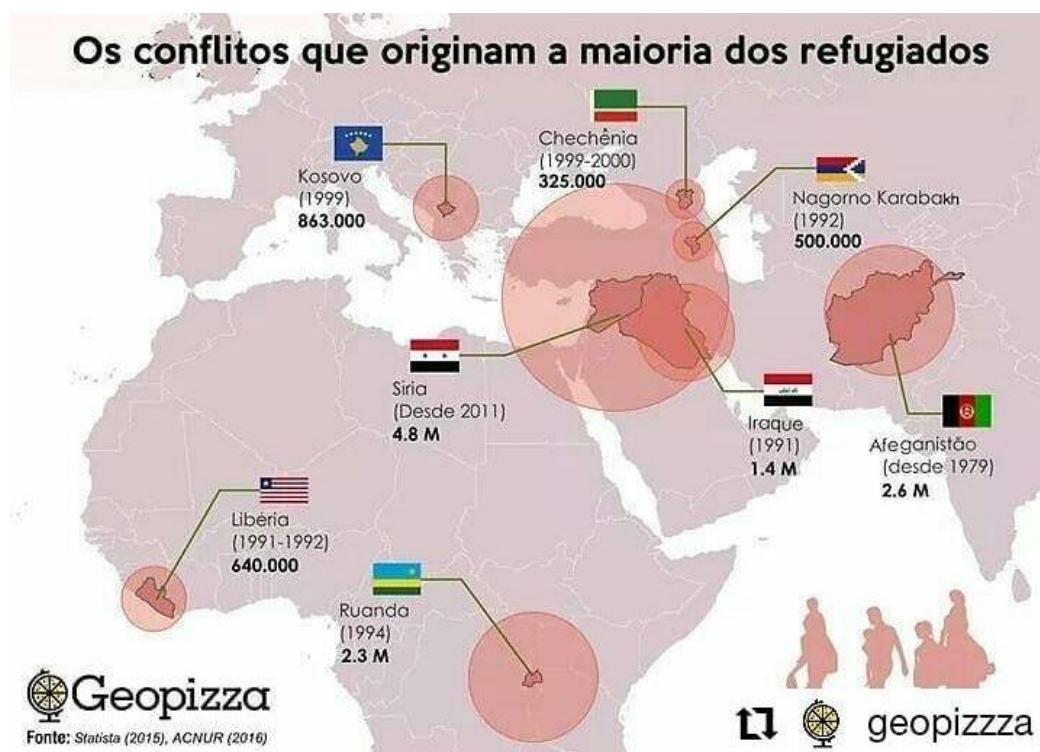 Os conflitos que originam a maioria dos refugiados
Chechênia
(1999-2000)
325.000
Kosovo
(1999)
863.000
Nagorno Karabakh
(1992)
500.000
Siria
(Desde 2011)
4.8 M
Iraque
(1991)
1.4 M
Afeganistão
(desde 1979)
2.6 M
Libéria
(1991-1992)
640.000
Ruanda
(1994)
2.3 M
Geopizza
Fonte: Statista (2015), ACNUR (2016)
geopizzza